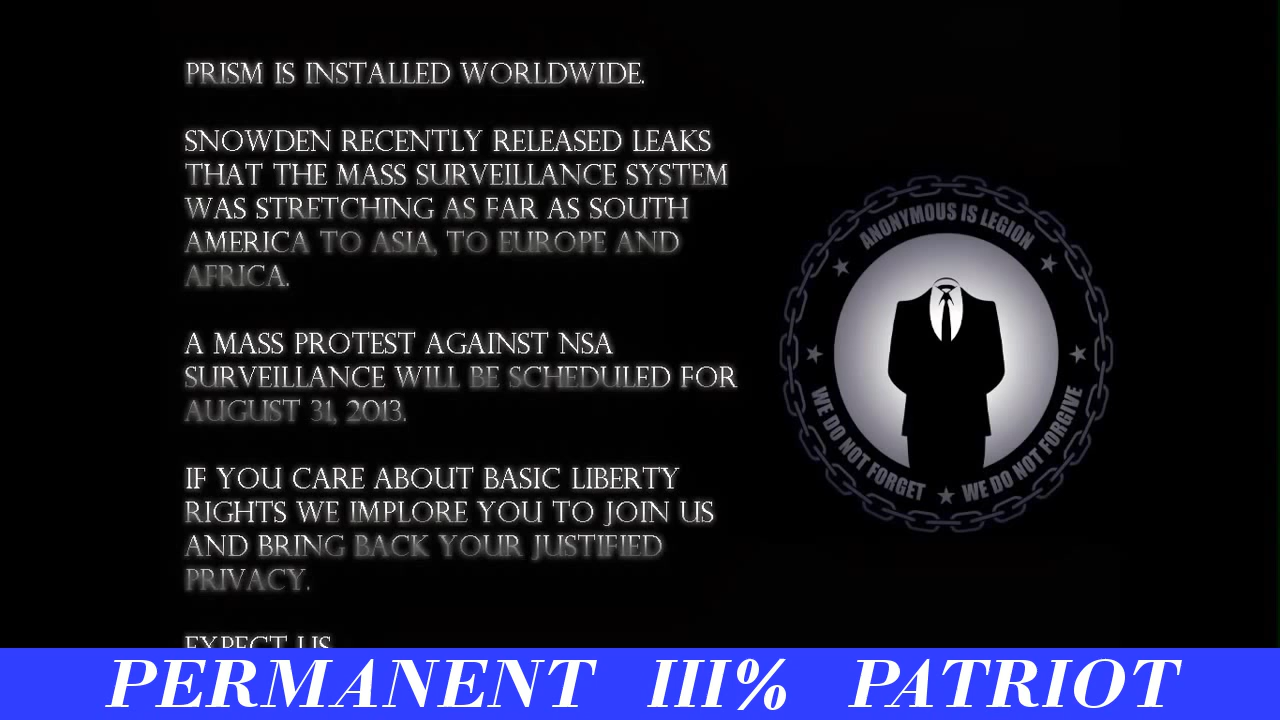 PRISM IS INSTALLED WORLDWIDE.
SNOWDEN RECENTLY RELEASED LEAKS
THAT THE MASS SURVEILLANCE SYSTEM
WAS STRETCHING AS FAR AS SOUTH
AMERICA TO ASIA, TO EUROPE AND
AFRICA.
A MASS PROTEST AGAINST NSA
SURVEILLANCE WILL BE SCHEDULED FOR
AUGUST 31, 2013.
IF YOU CARE ABOUT BASIC LIBERTY
RIGHTS WE IMPLORE YOU TO JOIN US
AND BRING BACK YOUR JUSTIFIED
PRIVACY.
EXPECT US
ANONYMOUS IS LEGION
WE DO NOT FORGET
WE DO NOT FORGIVE
PERMANENT III% PATRIOT